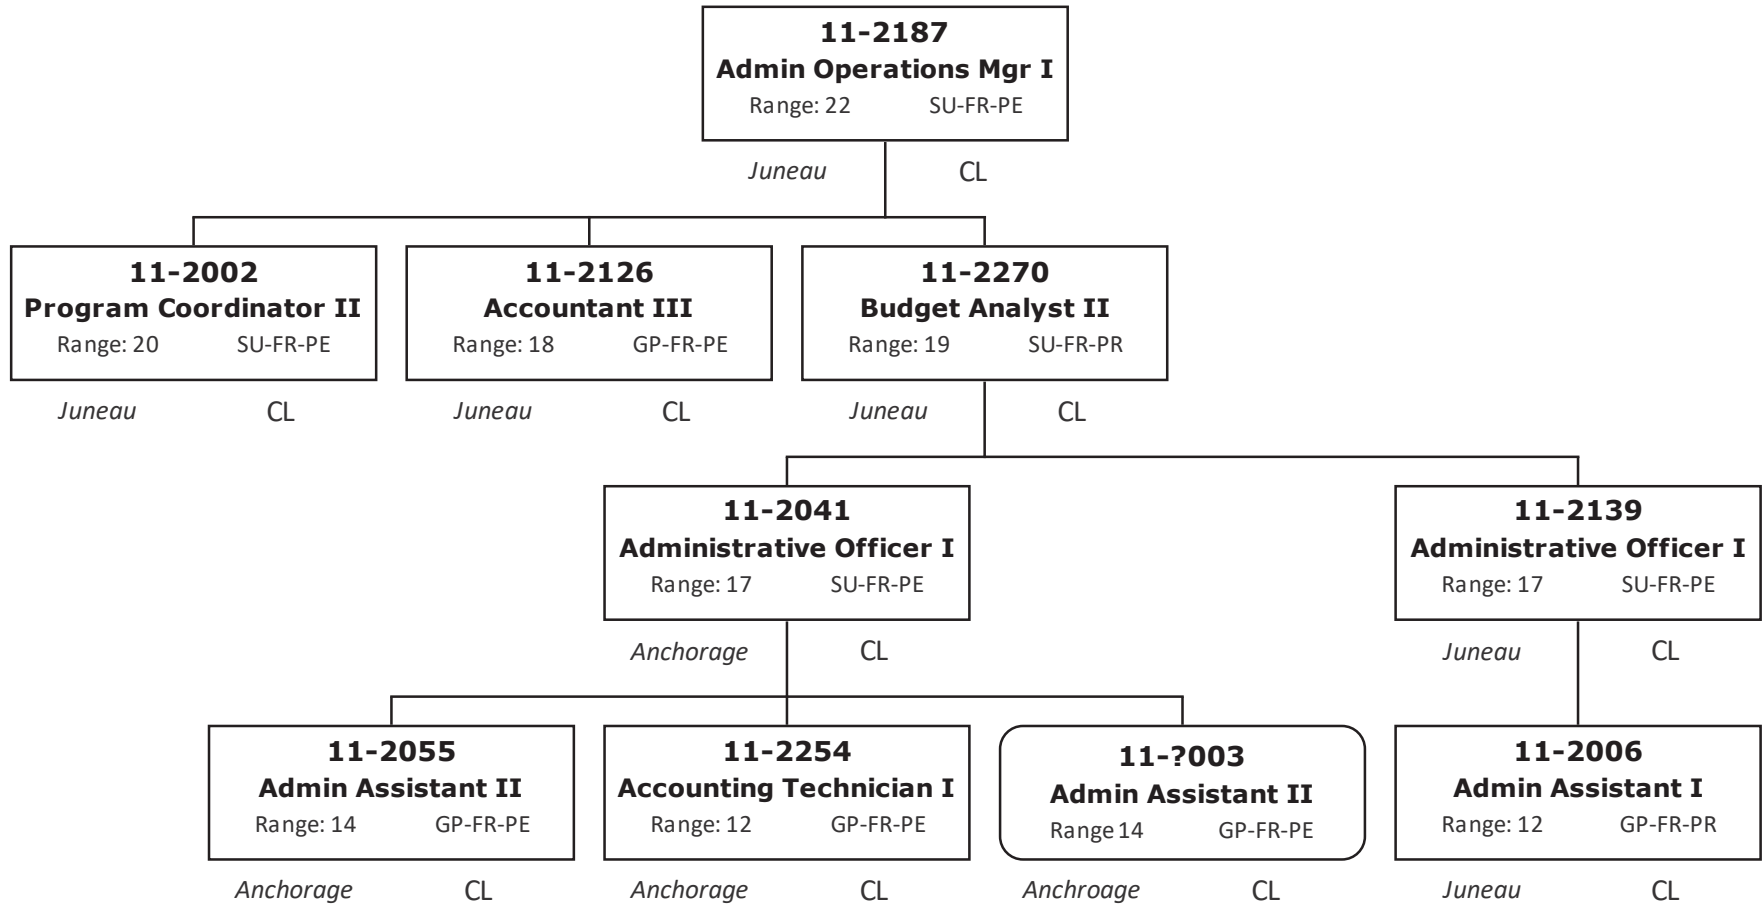 11-2187
Admin Operations Mgr I
Range: 22 SU-FR-PE
Juneau CL
11-2002
Program Coordinator II
Range: 20 SU-FR-PE
Juneau CL
11-2126
Accountant III
Range: 18 GP-FR-PE
Juneau CL
11-2270
Budget Analyst II
Range: 19 SU-FR-PR
Juneau CL
11-2041
Administrative Officer I
Range: 17 SU-FR-PE
Anchorage CL
11-2139
Administrative Officer I
Range: 17 SU-FR-PE
Juneau CL
11-2055
Admin Assistant II
Range: 14 GP-FR-PE
Anchorage CL
11-2254
Accounting Technician I
Range: 12 GP-FR-PE
Anchorage CL
11-?003
Admin Assistant II
Range 14 GP-FR-PE
Anchroage CL
11-2006
Admin Assistant I
Range: 12 GP-FR-PR
Juneau CL